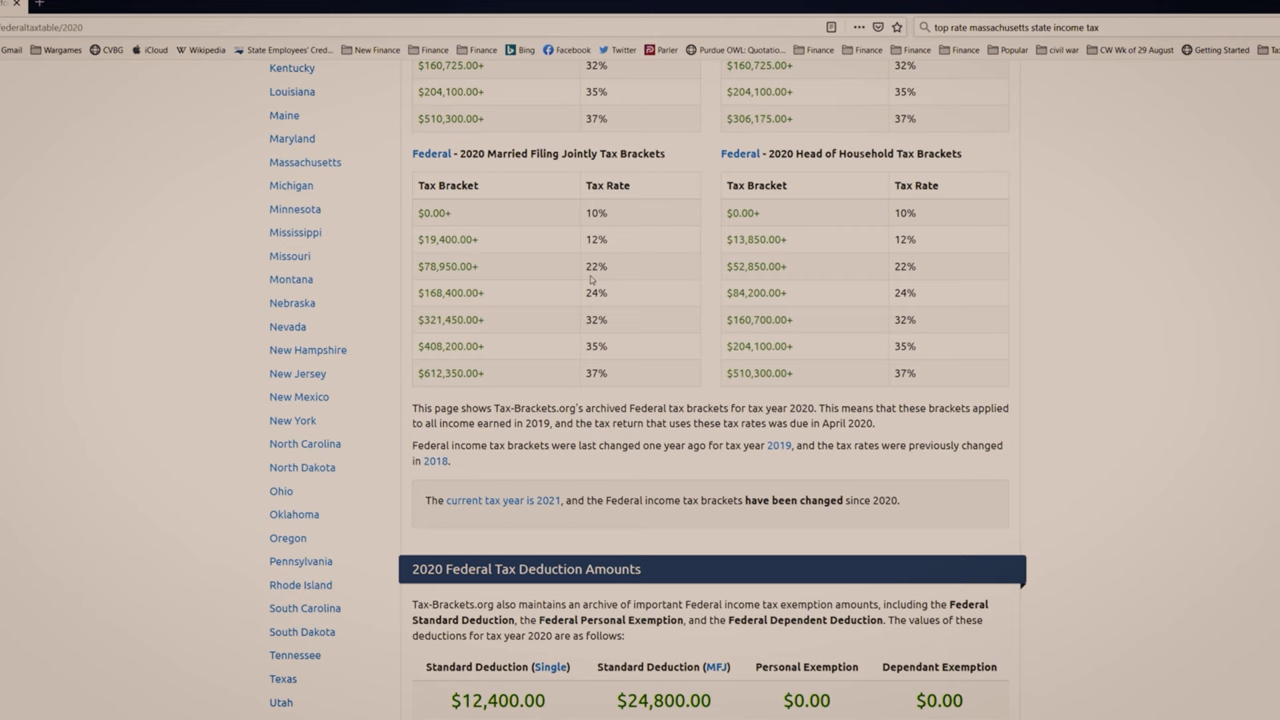 federaltaxtable/2020
top rate massachusetts state income tax
Gmail Wargames CVBG iCloud Wikipedia State Employees' Cred... New Finance Finance Finance Bing Facebook Twitter Parler Purdue OWL: Quotatio... Finance Finance Finance Finance Popular civil war CW Wk of 29 August Getting Started
Kentucky
Louisiana
Maine
Maryland
Massachusetts
Michigan
Minnesota
Mississippi
Missouri
Montana
Nebraska
Nevada
New Hampshire
New Jersey
New Mexico
New York
North Carolina
North Dakota
Ohio
Oklahoma
Oregon
Pennsylvania
Rhode Island
South Carolina
South Dakota
Tennessee
Texas
Utah
$160,725.00+ 32% $160,725.00+ 32%
$204,100.00+ 35% $204,100.00+ 35%
$510,300.00+ 37% $306,175.00+ 37%
Federal - 2020 Married Filing Jointly Tax Brackets Federal - 2020 Head of Household Tax Brackets
Tax Bracket Tax Rate Tax Bracket Tax Rate
$0.00+ 10% $0.00+ 10%
$19,400.00+ 12% $13,850.00+ 12%
$78,950.00+ 22% $52,850.00+ 22%
$168,400.00+ 24% $84,200.00+ 24%
$321,450.00+ 32% $160,700.00+ 32%
$408,200.00+ 35% $204,100.00+ 35%
$612,350.00+ 37% $510,300.00+ 37%
This page shows Tax-Brackets.org's archived Federal tax brackets for tax year 2020. This means that these brackets applied
to all income earned in 2019, and the tax return that uses these tax rates was due in April 2020.
Federal income tax brackets were last changed one year ago for tax year 2019, and the tax rates were previously changed
in 2018.
The current tax year is 2021, and the Federal income tax brackets have been changed since 2020.
2020 Federal Tax Deduction Amounts
Tax-Brackets.org also maintains an archive of important Federal income tax exemption amounts, including the Federal
Standard Deduction, the Federal Personal Exemption, and the Federal Dependent Deduction. The values of these
deductions for tax year 2020 are as follows:
Standard Deduction (Single) Standard Deduction (MFJ) Personal Exemption Dependant Exemption
$12,400.00 $24,800.00 $0.00 $0.00